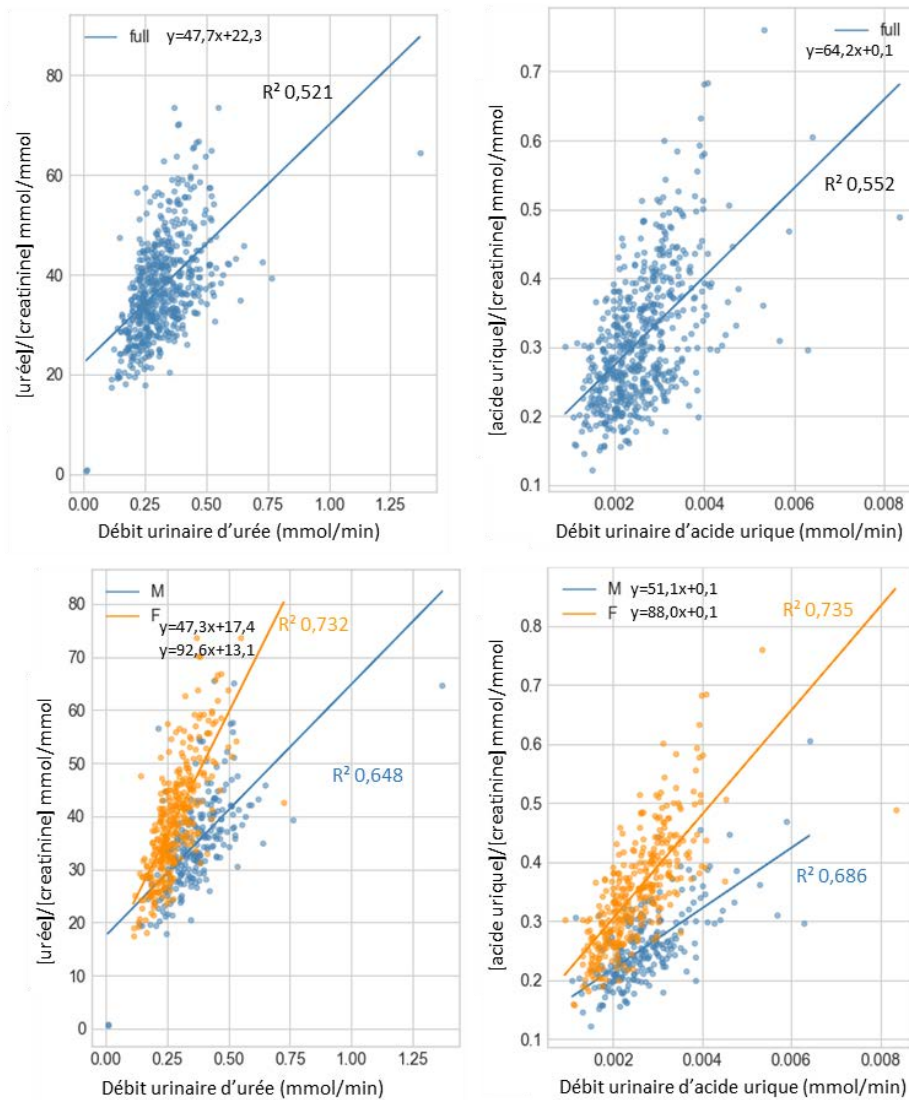 full y=47,7x+22,3
R² 0,521
80
60
40
20
0
0.00 0.25 0.50 0.75 1.00 1.25
[urée]/[creatinine] mmol/mmol
Débit urinaire d'urée (mmol/min)
full
y=64,2x+0,1
R² 0,552
0.7
0.6
0.5
0.4
0.3
0.2
0.1
0.002 0.004 0.006 0.008
[acide urique]/[creatinine] mmol/mmol
Débit urinaire d'acide urique (mmol/min)
M
F
y=47,3x+17,4
y=92,6x+13,1
R² 0,732
R² 0,648
80
70
60
50
40
30
20
10
0
0.00 0.25 0.50 0.75 1.00 1.25
[urée]/[creatinine] mmol/mmol
Débit urinaire d'urée (mmol/min)
M y=51,1x+0,1
F y=88,0x+0,1
R² 0,735
R² 0,686
0.8
0.7
0.6
0.5
0.4
0.3
0.2
0.1
0.002 0.004 0.006 0.008
[acide urique]/[creatinine] mmol/mmol
Débit urinaire d'acide urique (mmol/min)